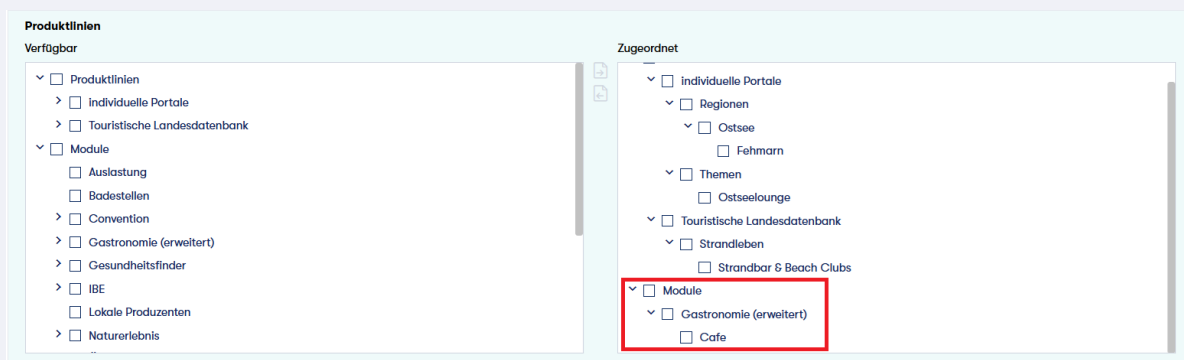 Produktlinien
Verfügbar
Produktlinien
individuelle Portale
Touristische Landesdatenbank
Module
Auslastung
Badestellen
Convention
Gastronomie (erweitert)
Gesundheitsfinder
IBE
Lokale Produzenten
Naturerlebnis
Zugeordnet
individuelle Portale
Regionen
Ostsee
Fehmarn
Themen
Ostseelounge
Touristische Landesdatenbank
Strandleben
Strandbar & Beach Clubs
Module
Gastronomie (erweitert)
Cafe